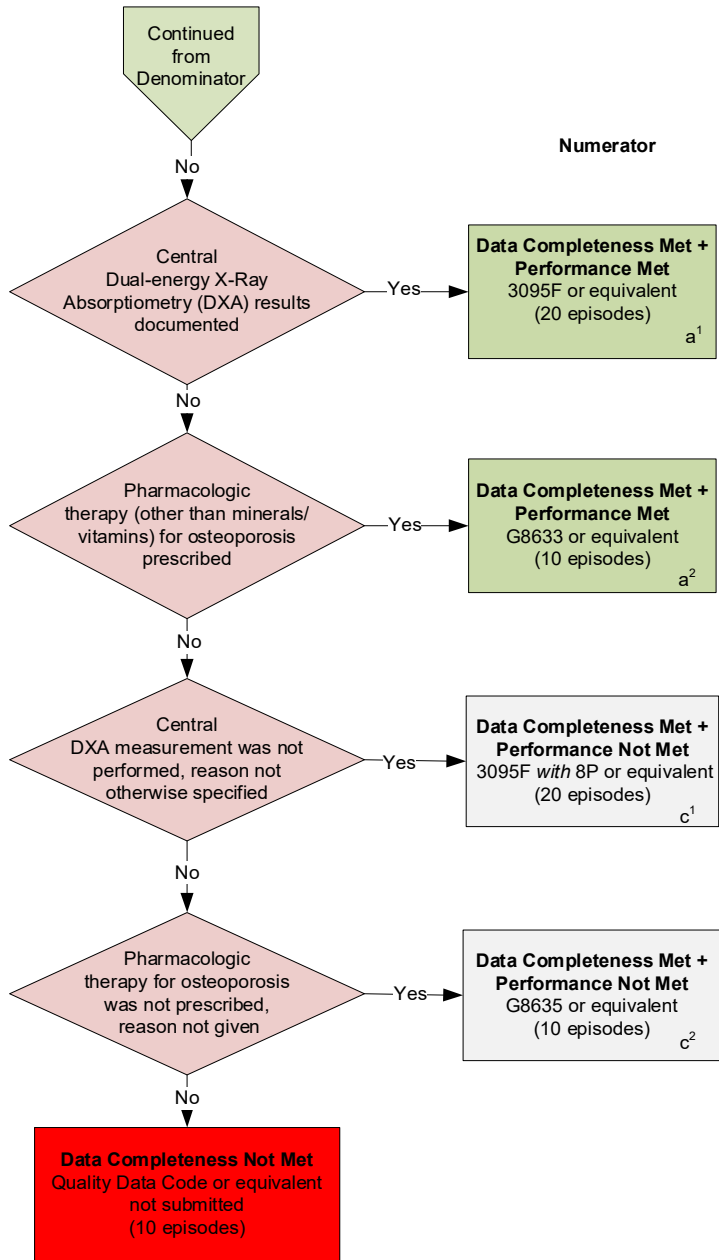 Continued
from
Denominator
No
Numerator
Central
Dual-energy X-Ray
Absorptiometry (DXA) results
documented
Yes
Data Completeness Met +
Performance Met
3095F or equivalent
(20 episodes)
a¹
No
Pharmacologic
therapy (other than minerals/
vitamins) for osteoporosis
prescribed
Yes
Data Completeness Met +
Performance Met
G8633 or equivalent
(10 episodes)
a²
No
Central
DXA measurement was not
performed, reason not
otherwise specified
Yes
Data Completeness Met +
Performance Not Met
3095F with 8P or equivalent
(20 episodes)
c¹
No
Pharmacologic
therapy for osteoporosis
was not prescribed,
reason not given
Yes
Data Completeness Met +
Performance Not Met
G8635 or equivalent
(10 episodes)
c²
No
Data Completeness Not Met
Quality Data Code or equivalent
not submitted
(10 episodes)